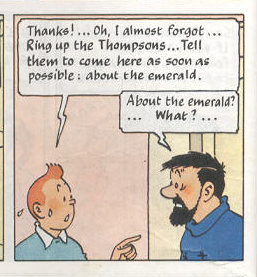 Thanks! ... Oh, I almost forgot ...
Ring up the Thompsons... Tell
them to come here as soon as
possible: about the emerald.
About the emerald?
... What? ...